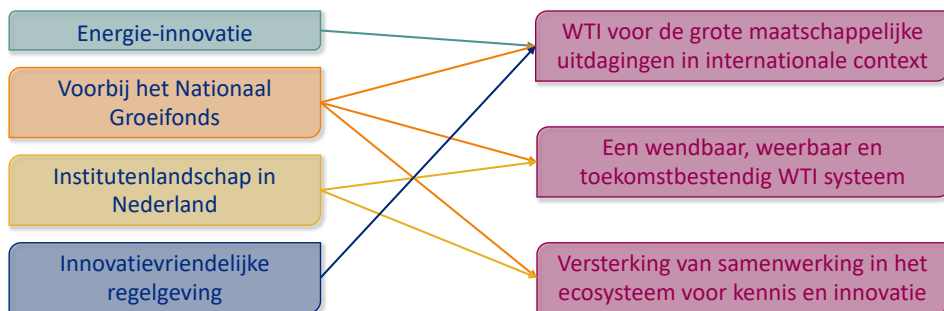 Energie-innovatie
Voorbij het Nationaal
Groeifonds
Institutenlandschap in
Nederland
Innovatievriendelijke
regelgeving
WTI voor de grote maatschappelijke
uitdagingen in internationale context
Een wendbaar, weerbaar en
toekomstbestendig WTI systeem
Versterking van samenwerking in het
ecosysteem voor kennis en innovatie